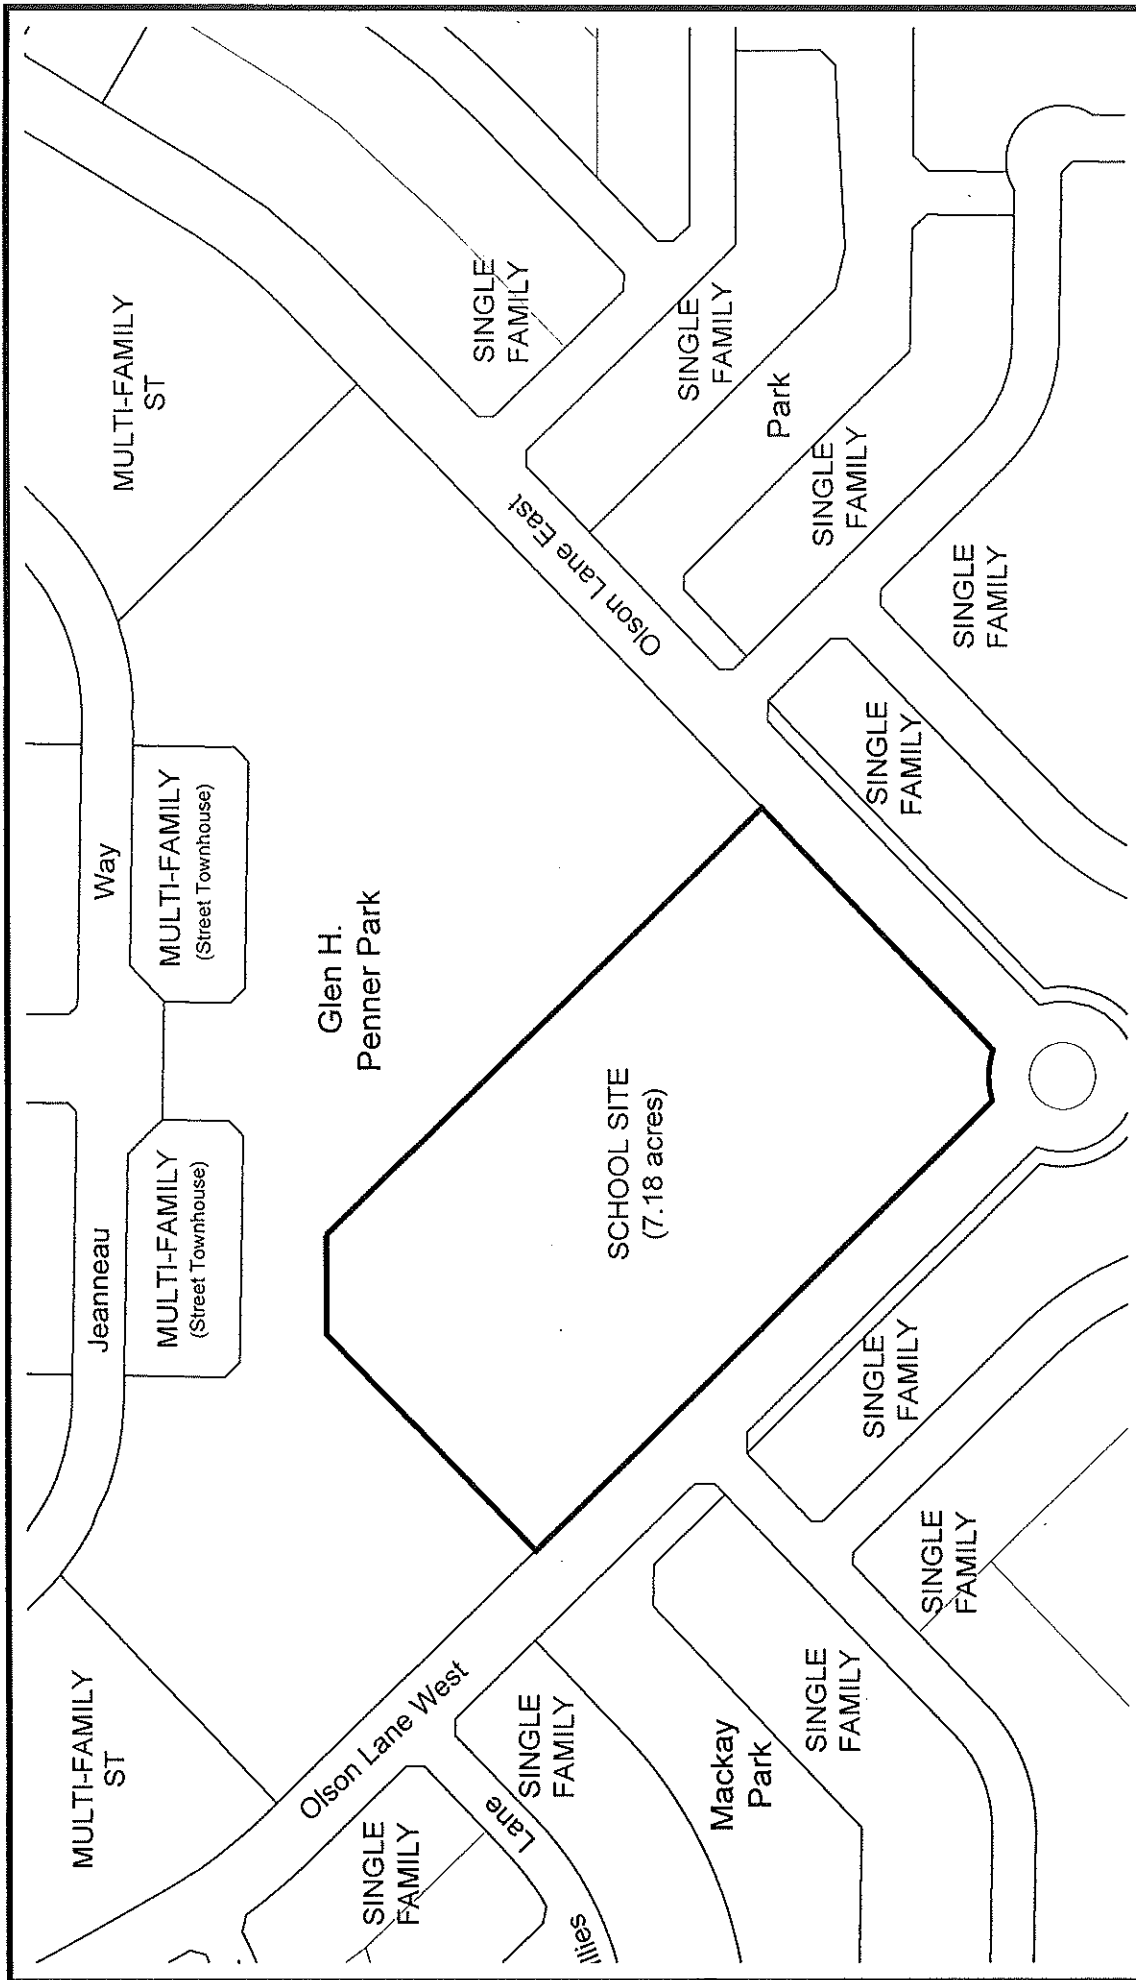 MULTI-FAMILY
ST
Jeanneau
Way
MULTI-FAMILY
ST
MULTI-FAMILY
(Street Townhouse)
MULTI-FAMILY
(Street Townhouse)
Glen H.
Penner Park
Olson Lane West
SINGLE
FAMILY
SINGLE
FAMILY
llies Lane
SINGLE
FAMILY
Olson Lane East
SCHOOL SITE
(7.18 acres)
SINGLE
FAMILY
Mackay
Park
Park
SINGLE
FAMILY
SINGLE
FAMILY
SINGLE
FAMILY
SINGLE
FAMILY
SINGLE
FAMILY
SINGLE
FAMILY